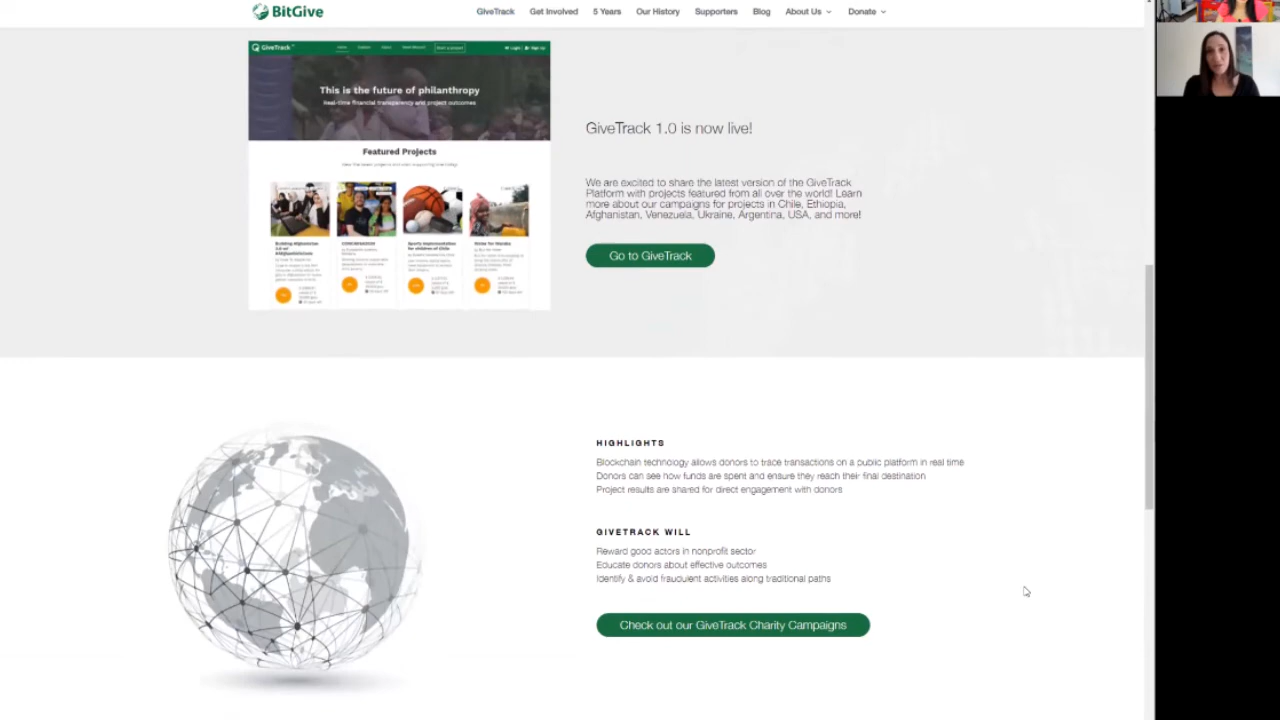 BitGive
GiveTrack
Get Involved
5 Years
Our History
Supporters
Blog
About Us
Donate
GiveTrack
This is the future of philanthropy
Real-time financial transparency and project outcomes
Featured Projects
GiveTrack 1.0 is now live!
We are excited to share the latest version of the GiveTrack
Platform with projects featured from all over the world! Learn
more about our campaigns for projects in Chile, Ethiopia,
Afghanistan, Venezuela, Ukraine, Argentina, USA, and more!
Go to GiveTrack
HIGHLIGHTS
Blockchain technology allows donors to trace transactions on a public platform in real time
Donors can see how funds are spent and ensure they reach their final destination
Project results are shared for direct engagement with donors
GIVETRACK WILL
Reward good actors in nonprofit sector
Educate donors about effective outcomes
Identify & avoid fraudulent activities along traditional paths
Check out our GiveTrack Charity Campaigns